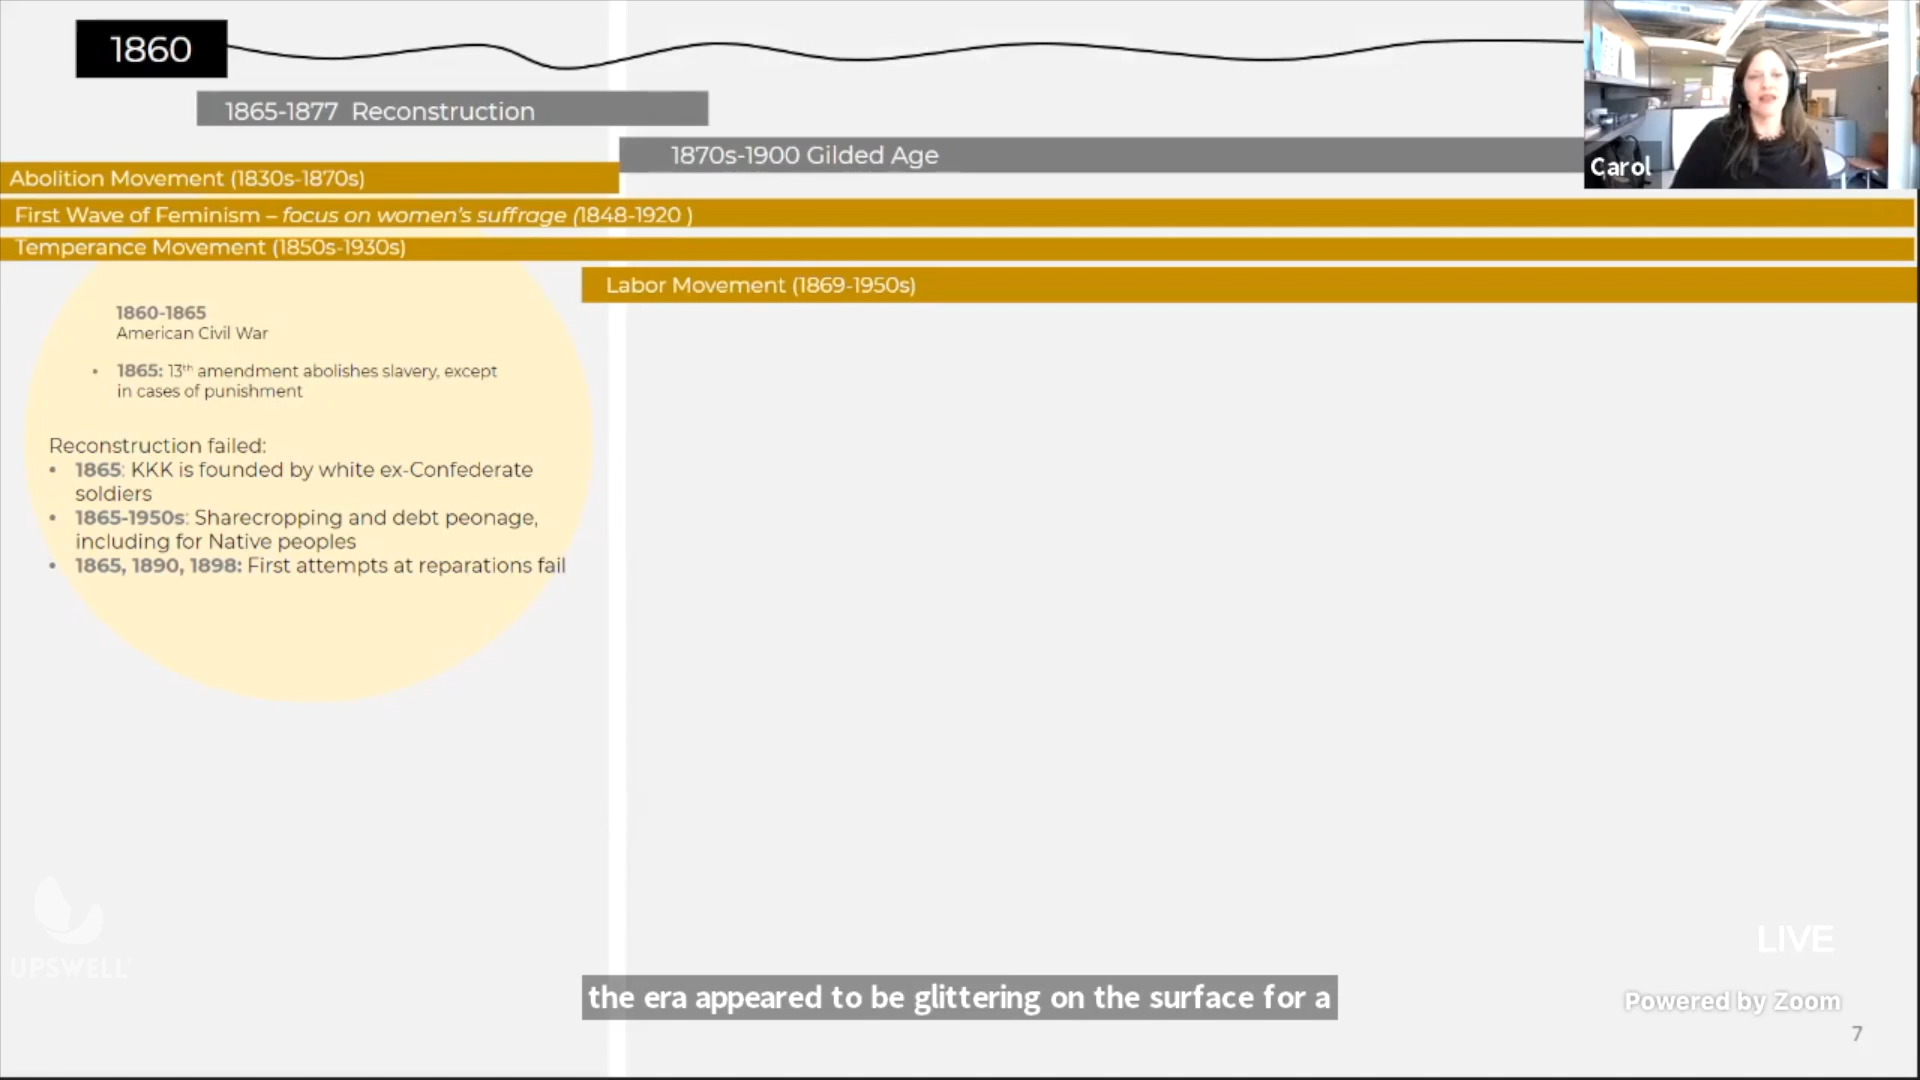 1860
1865-1877 Reconstruction
1870s-1900 Gilded Age
Carol
Abolition Movement (1830s-1870s)
First Wave of Feminism – focus on women's suffrage (1848-1920 )
Temperance Movement (1850s-1930s)
Labor Movement (1869-1950s)
1860-1865
American Civil War
• 1865: 13th amendment abolishes slavery, except
in cases of punishment
Reconstruction failed:
• 1865: KKK is founded by white ex-Confederate
soldiers
• 1865-1950s: Sharecropping and debt peonage,
including for Native peoples
• 1865, 1890, 1898: First attempts at reparations fail
UPSWELL
LIVE
the era appeared to be glittering on the surface for a
Powered by Zoom
7